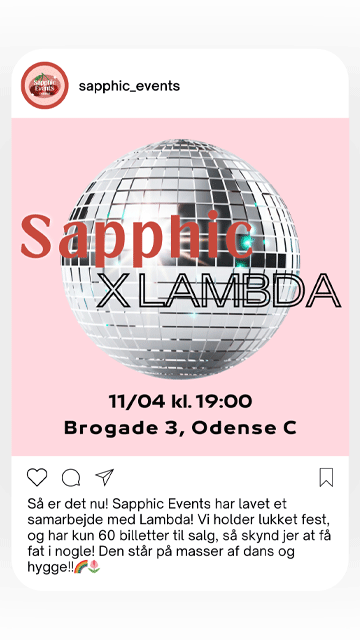 Sapphic
Events
sapphic_events
Sapphic
X LAMBDA
11/04 kl. 19:00
Brogade 3, Odense C
Så er det nu! Sapphic Events har lavet et
samarbejde med Lambda! Vi holder lukket fest,
og har kun 60 billetter til salg, så skynd jer at få
fat i nogle! Den står på masser af dans og
hygge!!🌈🌷